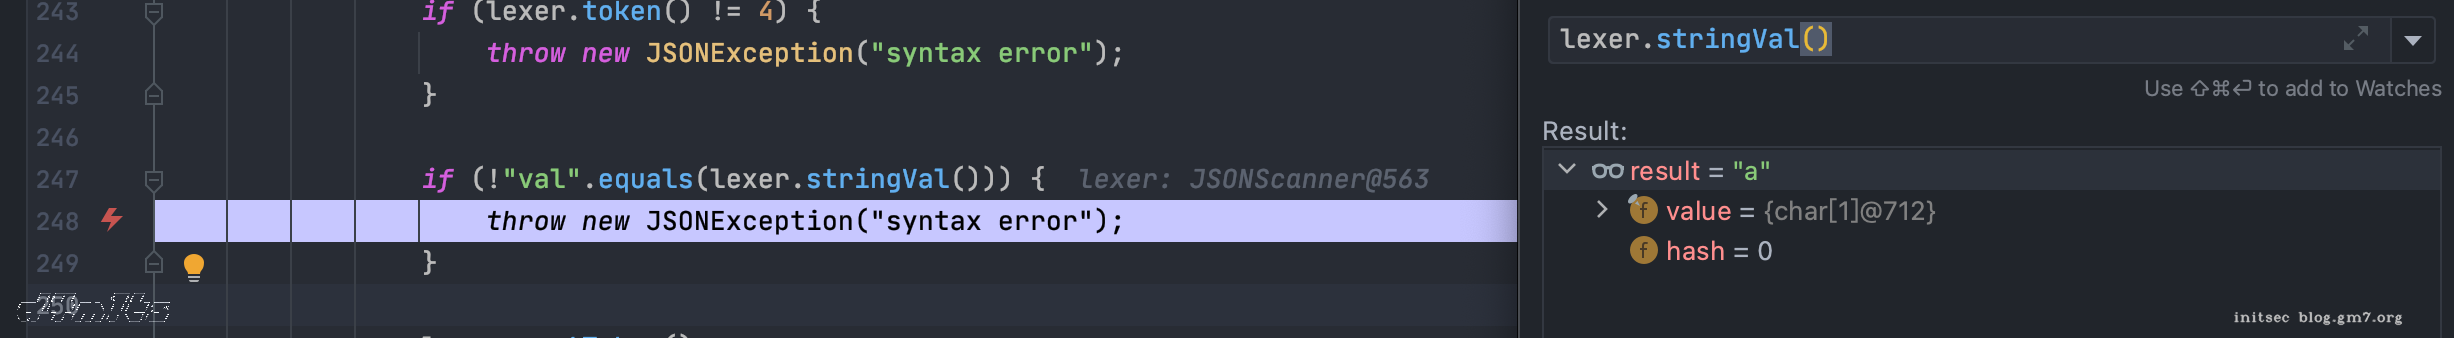 243 if (lexer.token() != 4) {
244 throw new JSONException("syntax error");
245 }
246
247 if (!"val".equals(lexer.stringVal())) { lexer: JSONScanner@563
248 throw new JSONException("syntax error");
249 }
250
lexer.stringVal()
Use ⇧⌘⏎ to add to Watches
Result:
result = "a"
f value = {char[1]@712}
f hash = 0
initsec blog.gm7.org